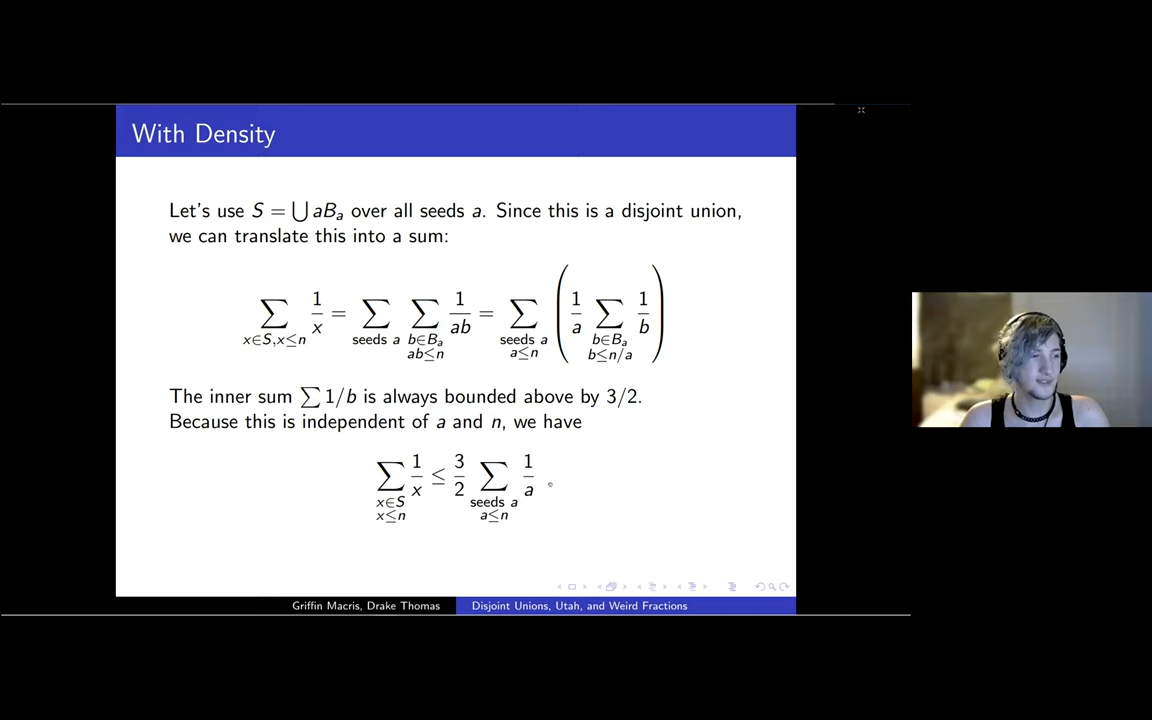 With Density
Let's use S = ⋃ aBₐ over all seeds a. Since this is a disjoint union,
we can translate this into a sum:
∑_{x∈S,x≤n} 1/x = ∑_{seeds a} ∑_{b∈Bₐ, ab≤n} 1/ab = ∑_{seeds a, a≤n} (1/a ∑_{b∈Bₐ, b≤n/a} 1/b)
The inner sum ∑ 1/b is always bounded above by 3/2.
Because this is independent of a and n, we have
∑_{x∈S, x≤n} 1/x ≤ 3/2 ∑_{seeds a, a≤n} 1/a
Griffin Macris, Drake Thomas Disjoint Unions, Utah, and Weird Fractions